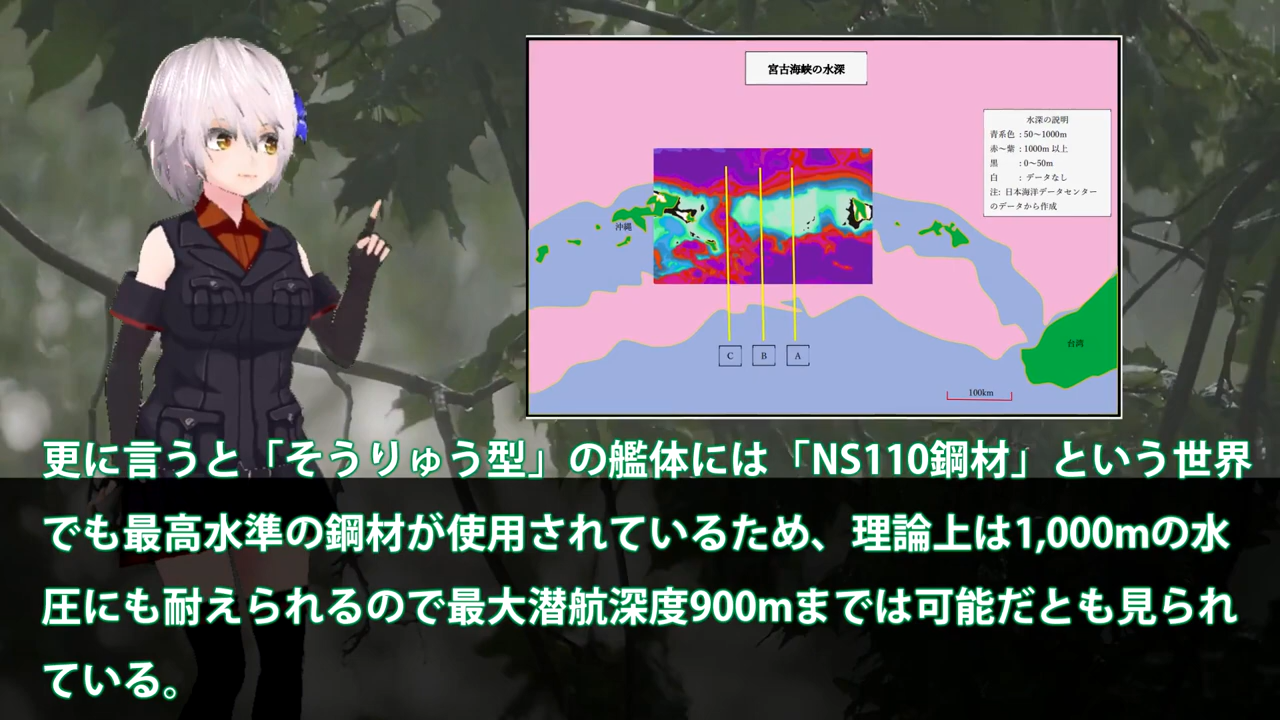 宮古海峡の水深
水深の説明
青系色 : 50～1000m
赤～紫 : 1000m 以上
黒 : 0～50m
白 : データなし
注: 日本海洋データセンター
のデータから作成
沖縄
台湾
C
B
A
100km
更に言うと「そうりゅう型」の艦体には「NS110鋼材」という世界
でも最高水準の鋼材が使用されているため、理論上は1,000mの水
圧にも耐えられるので最大潜航深度900mまでは可能だとも見られ
ている。